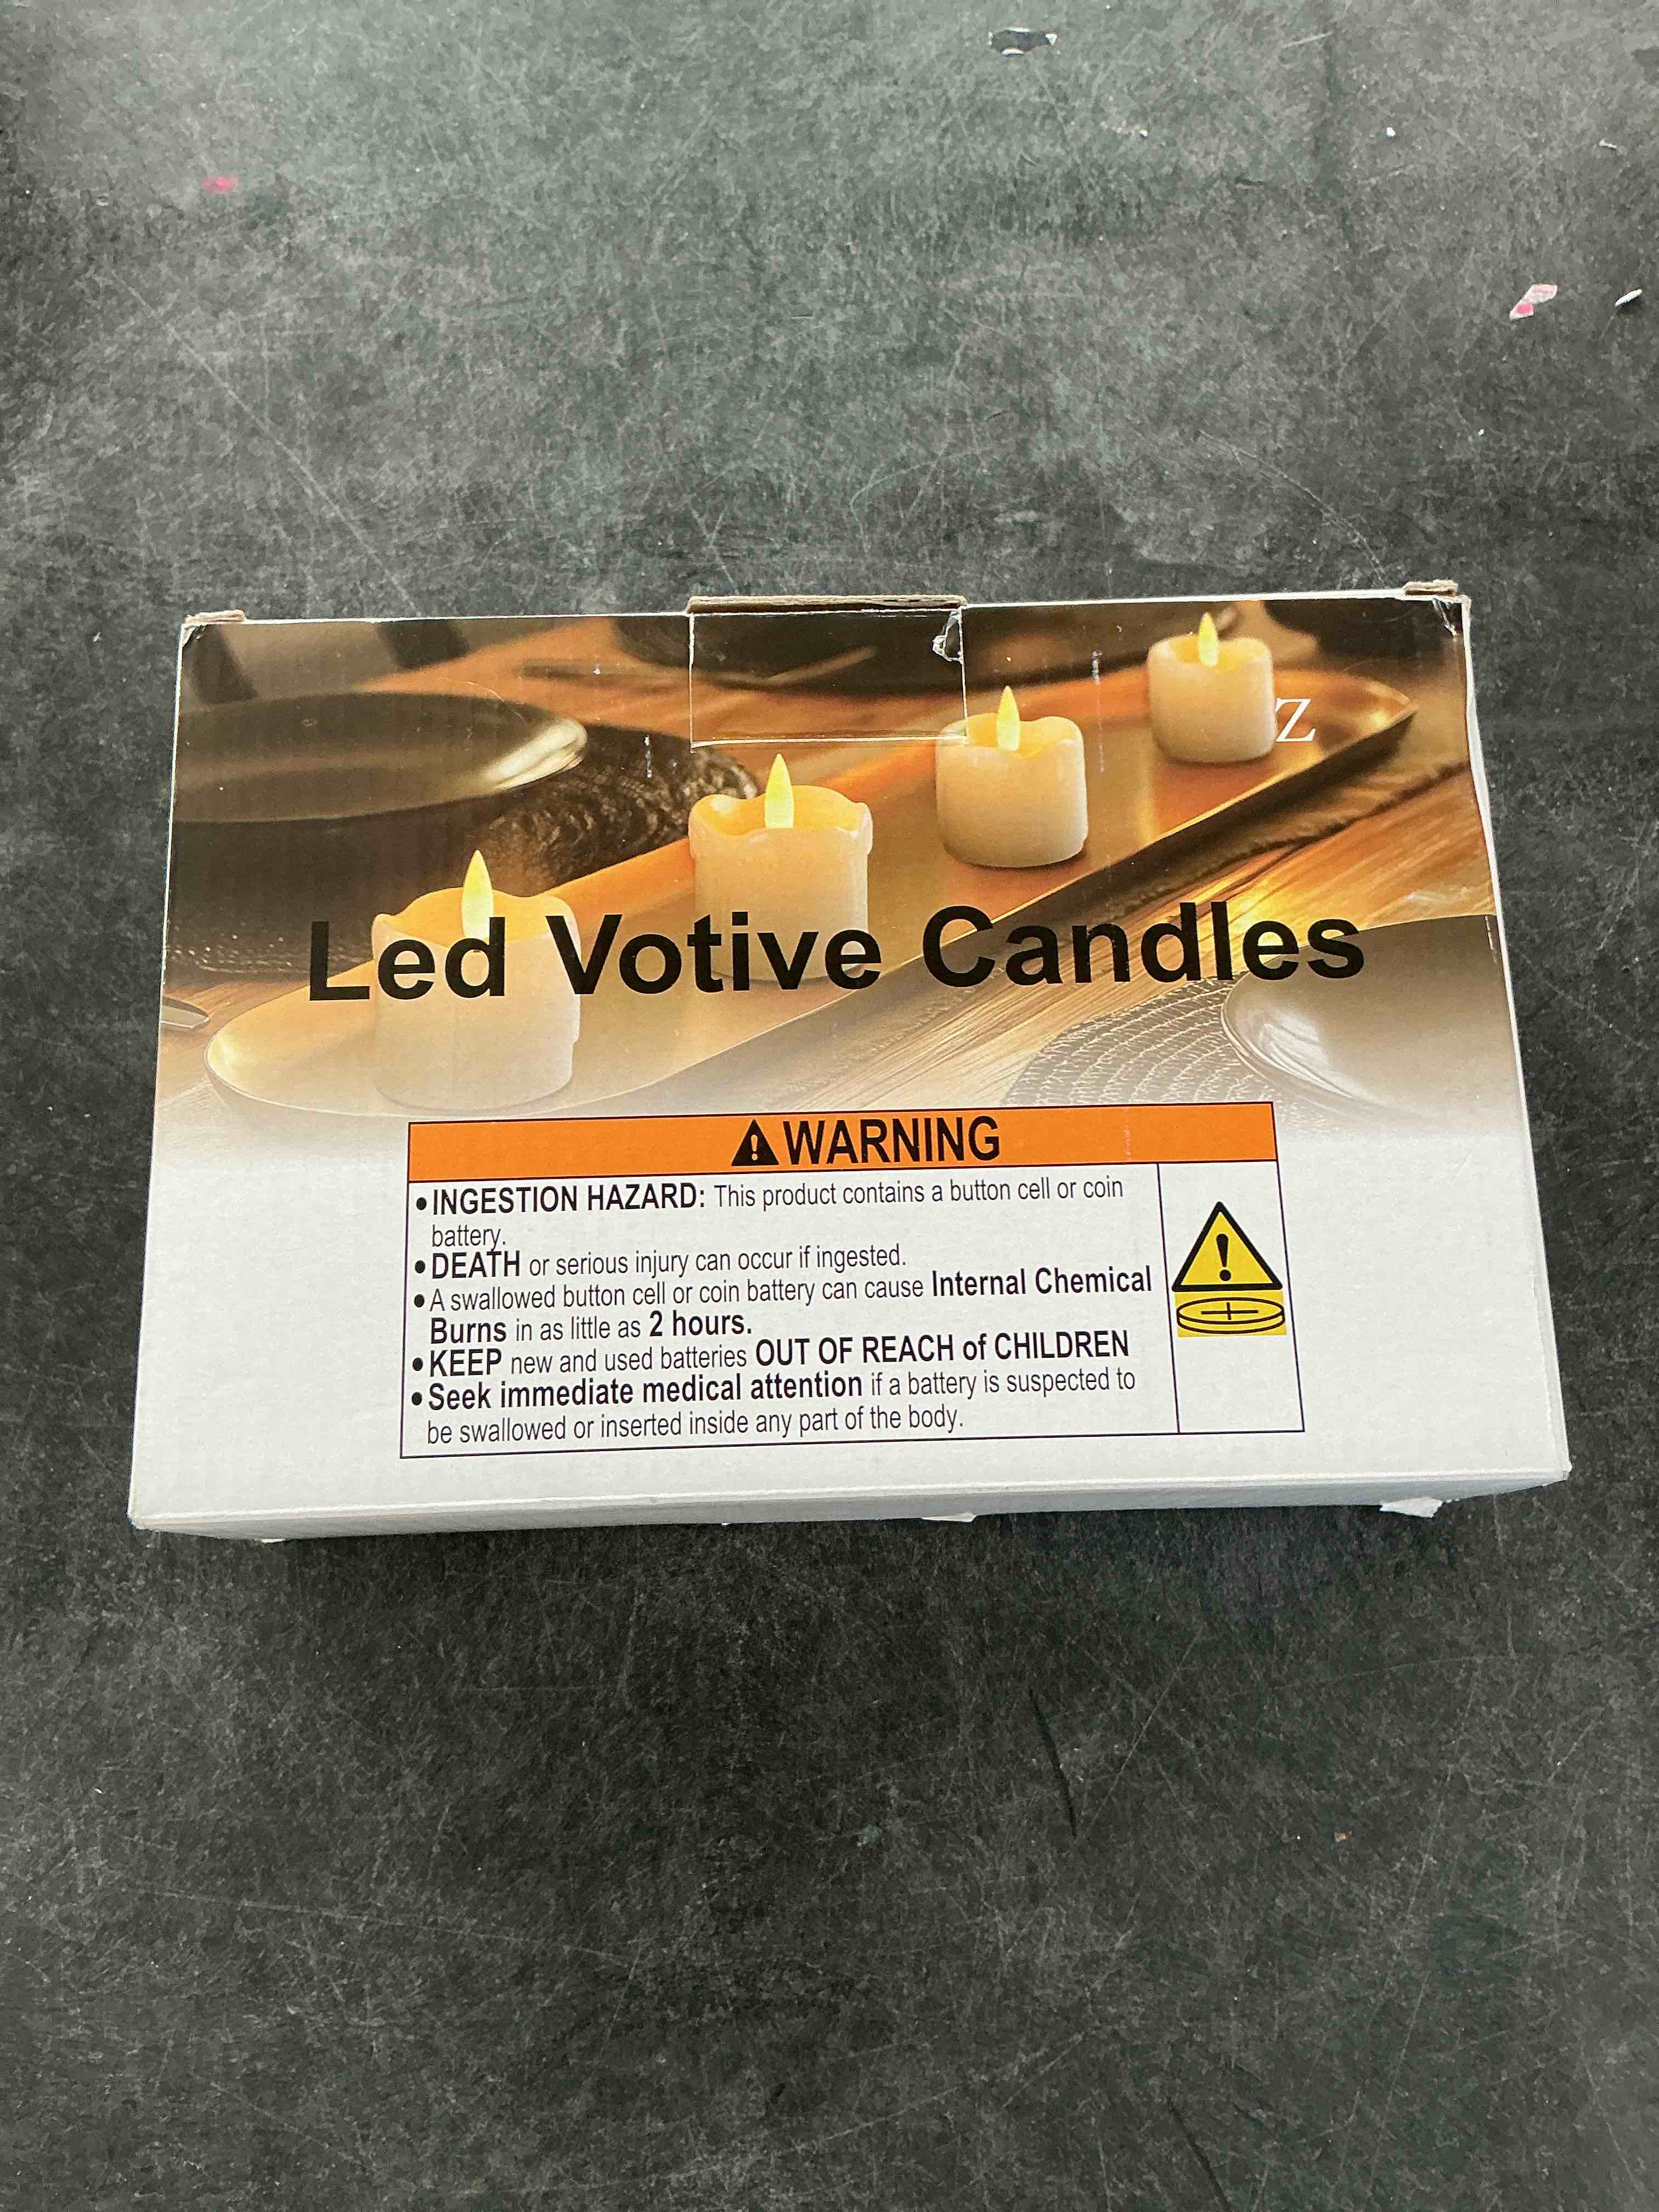 Z
Led Votive Candles
⚠WARNING
•INGESTION HAZARD: This product contains a button cell or coin
battery.
•DEATH or serious injury can occur if ingested.
•A swallowed button cell or coin battery can cause Internal Chemical
Burns in as little as 2 hours.
•KEEP new and used batteries OUT OF REACH of CHILDREN
•Seek immediate medical attention if a battery is suspected to
be swallowed or inserted inside any part of the body.